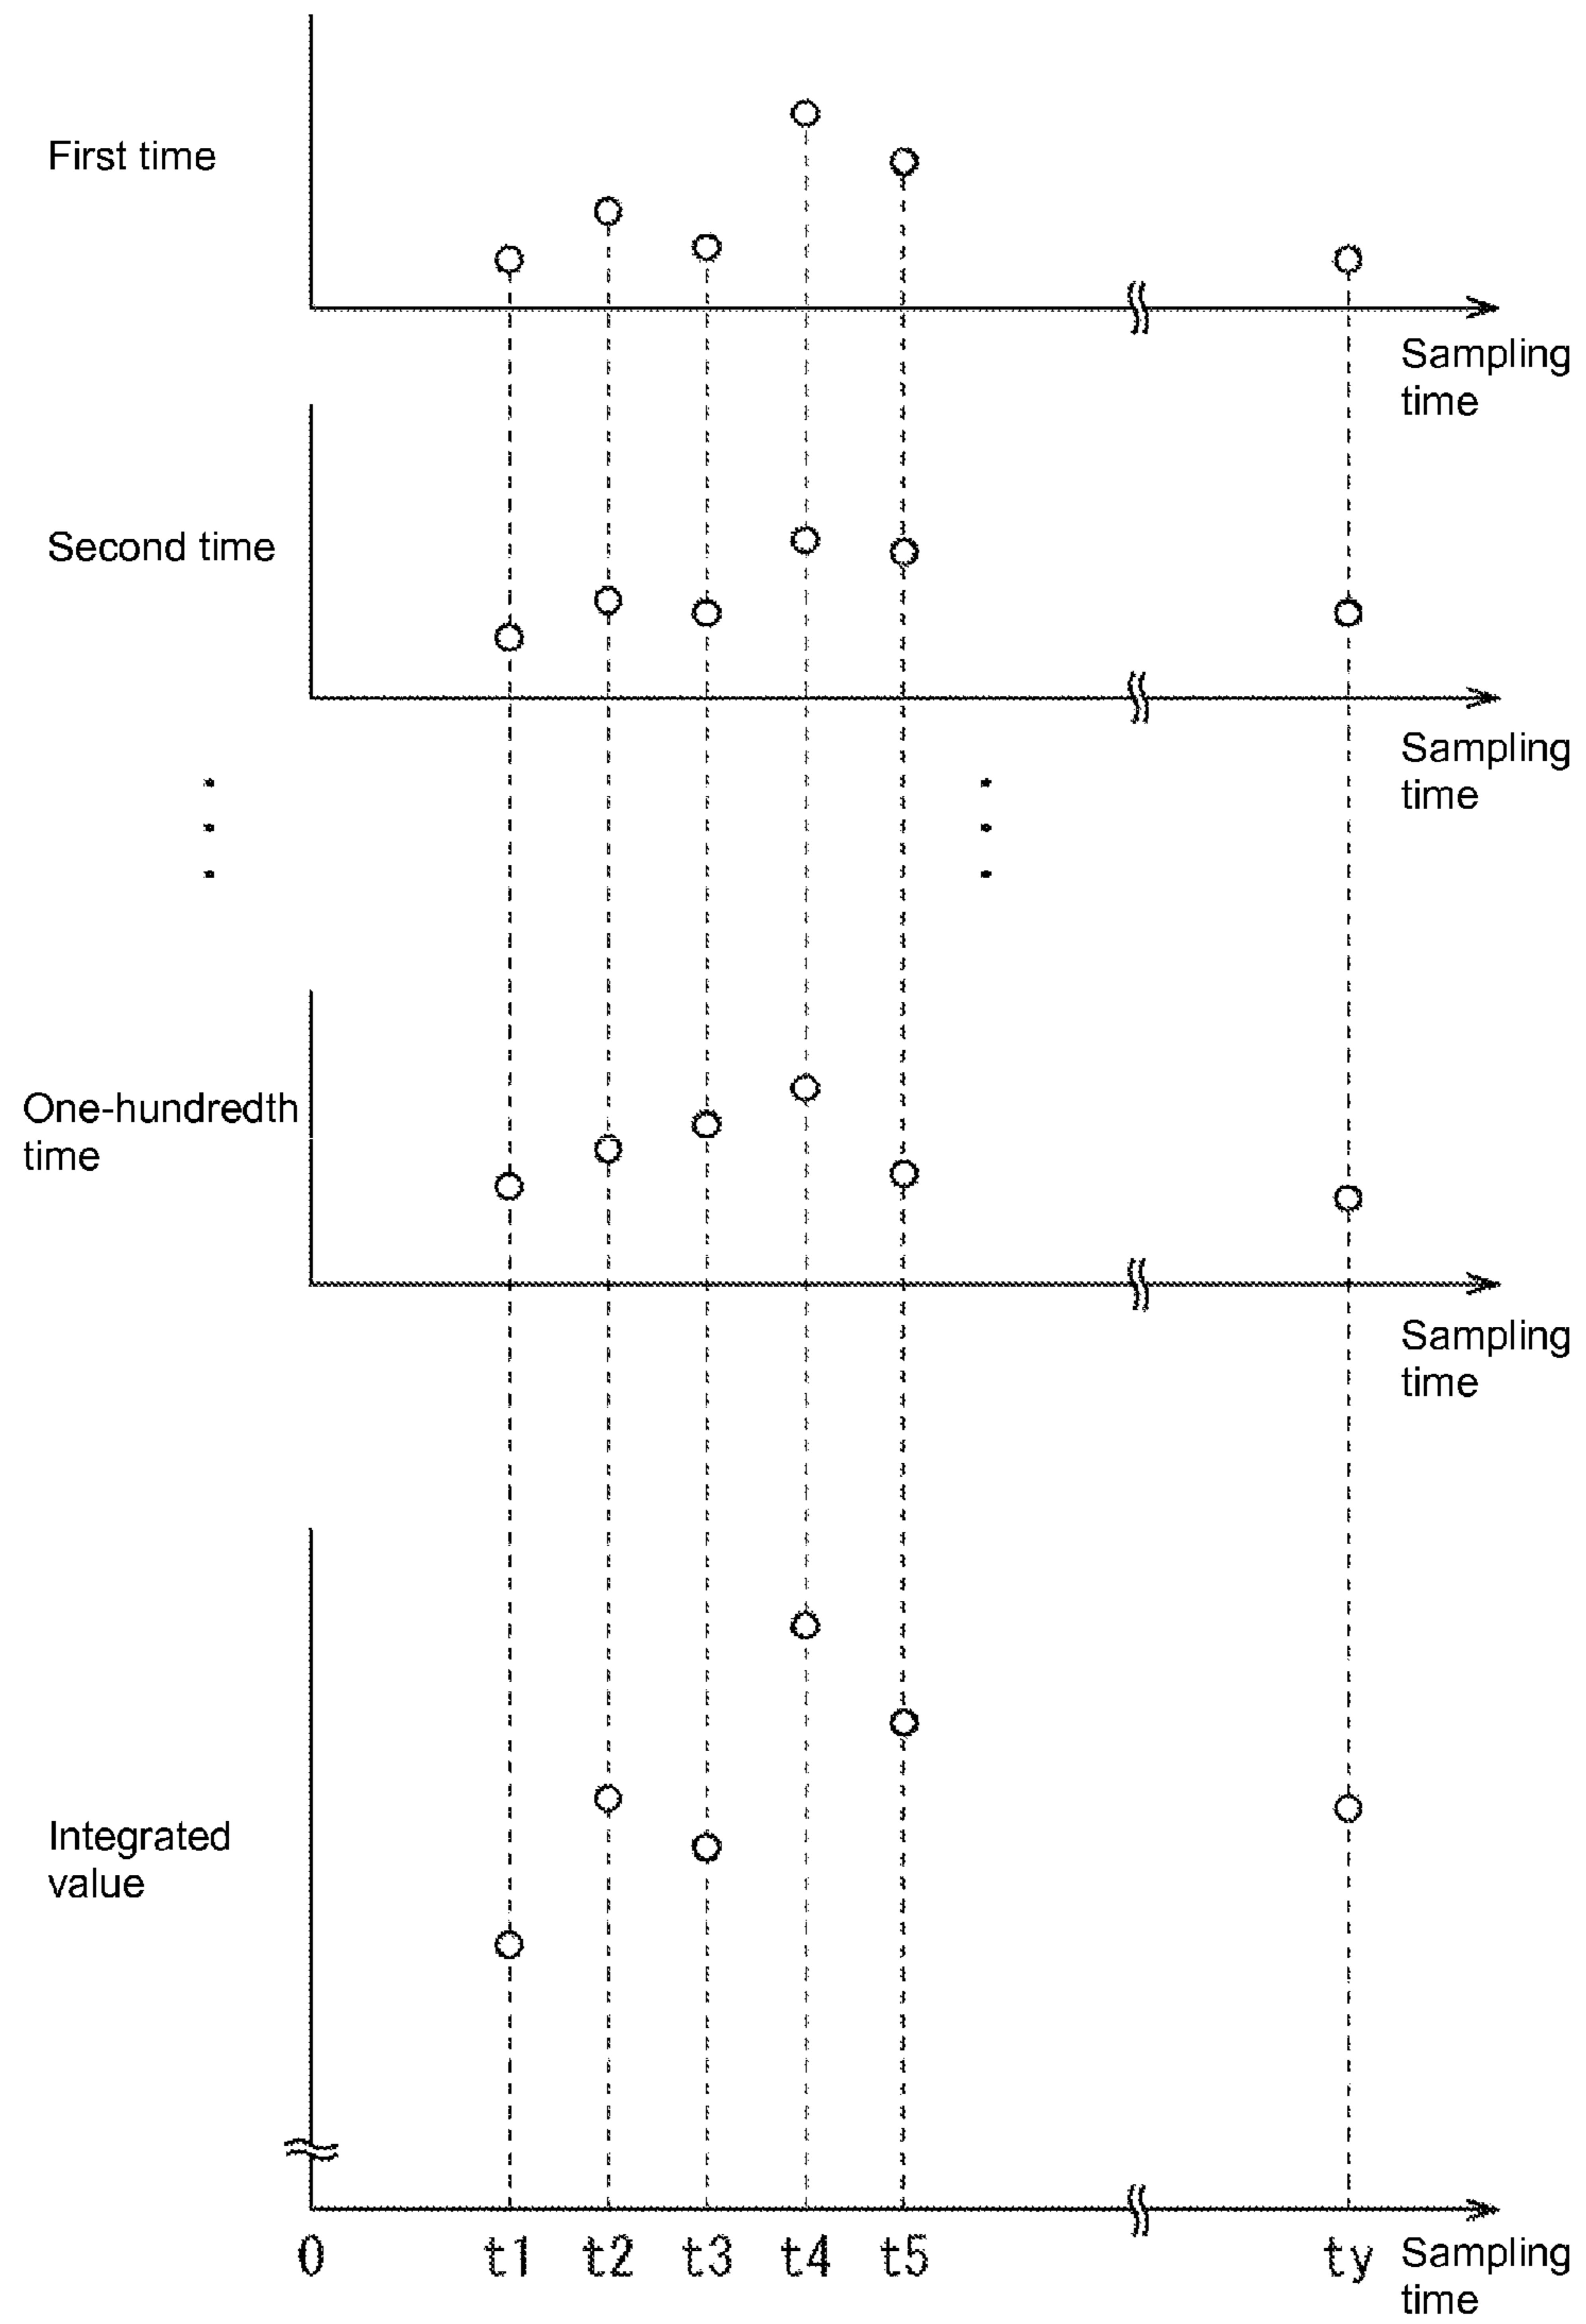 First time
Sampling
time
Second time
Sampling
time
One-hundredth
time
Sampling
time
Integrated
value
0 t1 t2 t3 t4 t5 ty Sampling
time